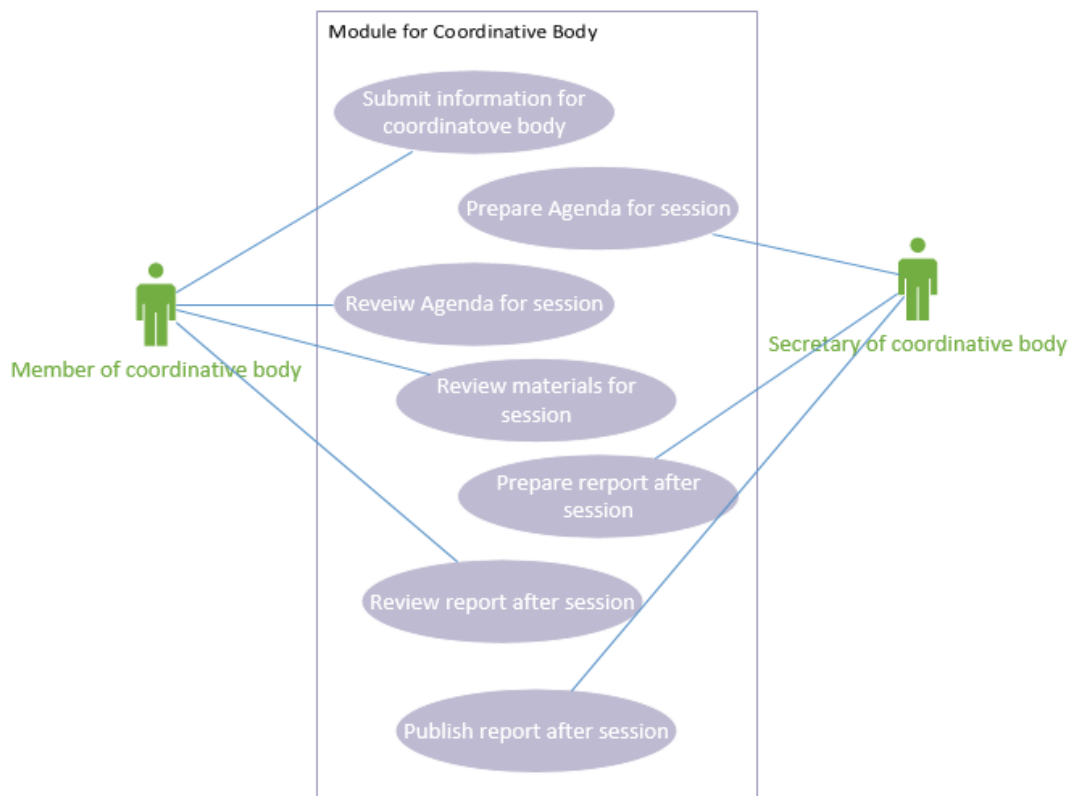 Module for Coordinative Body
Submit information for
coordinatove body
Prepare Agenda for session
Reveiw Agenda for session
Secretary of coordinative body
Member of coordinative body
Review materials for
session
Prepare rerport after
session
Review report after session
Publish report after session